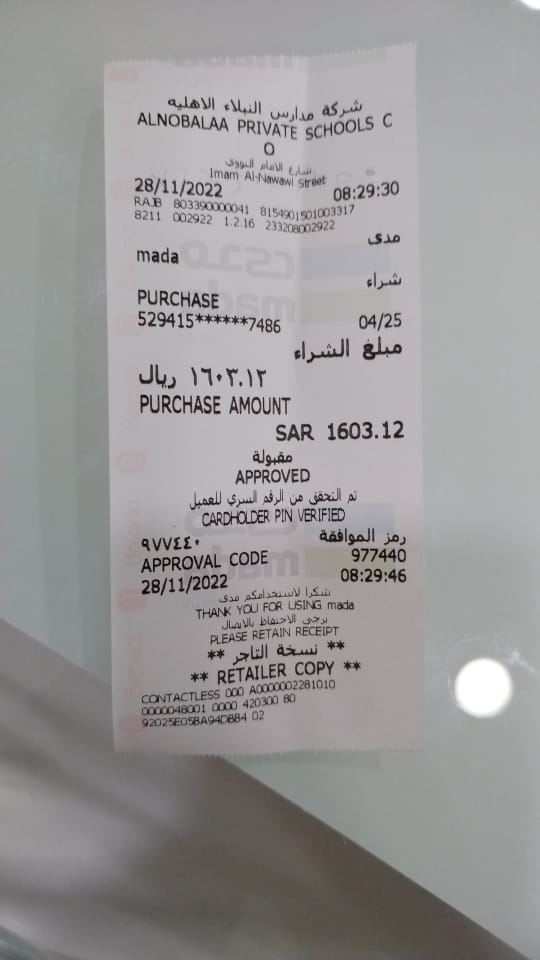 شركة مدارس النبلاء الاهليه
ALNOBALAA PRIVATE SCHOOLS C
O
شارع الامام النووي
Imam Al-Nawawi Street
28/11/2022 08:29:30
RAJB 803390000041 8154901501003317
8211 002922 1.2.16 233208002922
مدى
mada
شراء
PURCHASE
529415******7486 04/25
مبلغ الشراء
١٦٠٣.١٢ ريال
PURCHASE AMOUNT
SAR 1603.12
مقبولة
APPROVED
تم التحقق من الرقم السري للعميل
CARDHOLDER PIN VERIFIED
رمز الموافقة ٩٧٧٤٤٠
APPROVAL CODE 977440
28/11/2022 08:29:46
شكرا لاستخدامكم مدى
THANK YOU FOR USING mada
يرجى الاحتفاظ بالايصال
PLEASE RETAIN RECEIPT
** نسخة التاجر **
** RETAILER COPY **
CONTACTLESS 000 A0000002281010
0000048001 0000 420300 80
92025E05BA94DBB4 02